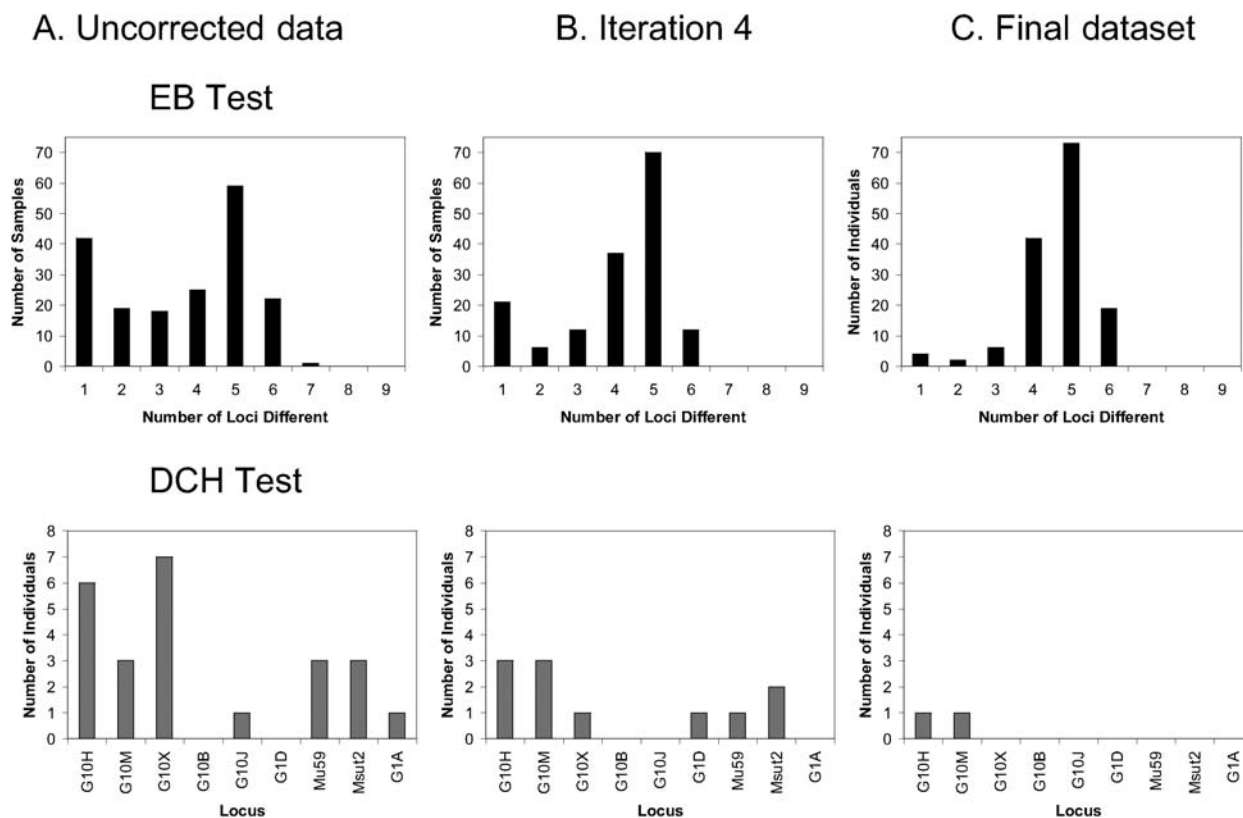 A. Uncorrected data
B. Iteration 4
C. Final dataset
EB Test
Number of Samples
70
60
50
40
30
20
10
0
1 2 3 4 5 6 7 8 9
Number of Loci Different
Number of Samples
70
60
50
40
30
20
10
0
1 2 3 4 5 6 7 8 9
Number of Loci Different
Number of Individuals
70
60
50
40
30
20
10
0
1 2 3 4 5 6 7 8 9
Number of Loci Different
DCH Test
Number of Individuals
8
7
6
5
4
3
2
1
0
G10H G10M G10X G10B G10J G1D Mu59 Msut2 G1A
Locus
Number of Individuals
8
7
6
5
4
3
2
1
0
G10H G10M G10X G10B G10J G1D Mu59 Msut2 G1A
Locus
Number of Individuals
8
7
6
5
4
3
2
1
0
G10H G10M G10X G10B G10J G1D Mu59 Msut2 G1A
Locus